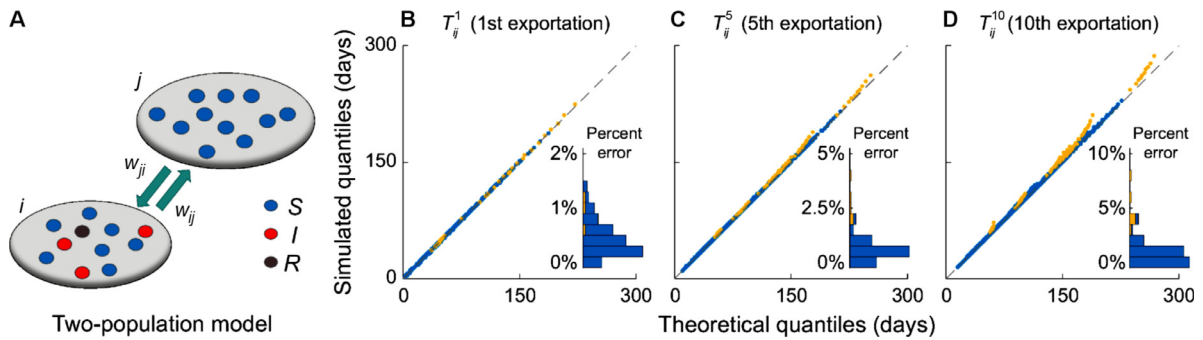 A
j
w_ji
w_ij
i
S
I
R
Two-population model
B
T_ij^1 (1st exportation)
Simulated quantiles (days)
300
150
0
0
150
300
Percent
error
2%
1%
0%
C
T_ij^5 (5th exportation)
0
150
300
Percent
error
5%
2.5%
0%
D
T_ij^10 (10th exportation)
0
150
300
Percent
error
10%
5%
0%
Theoretical quantiles (days)